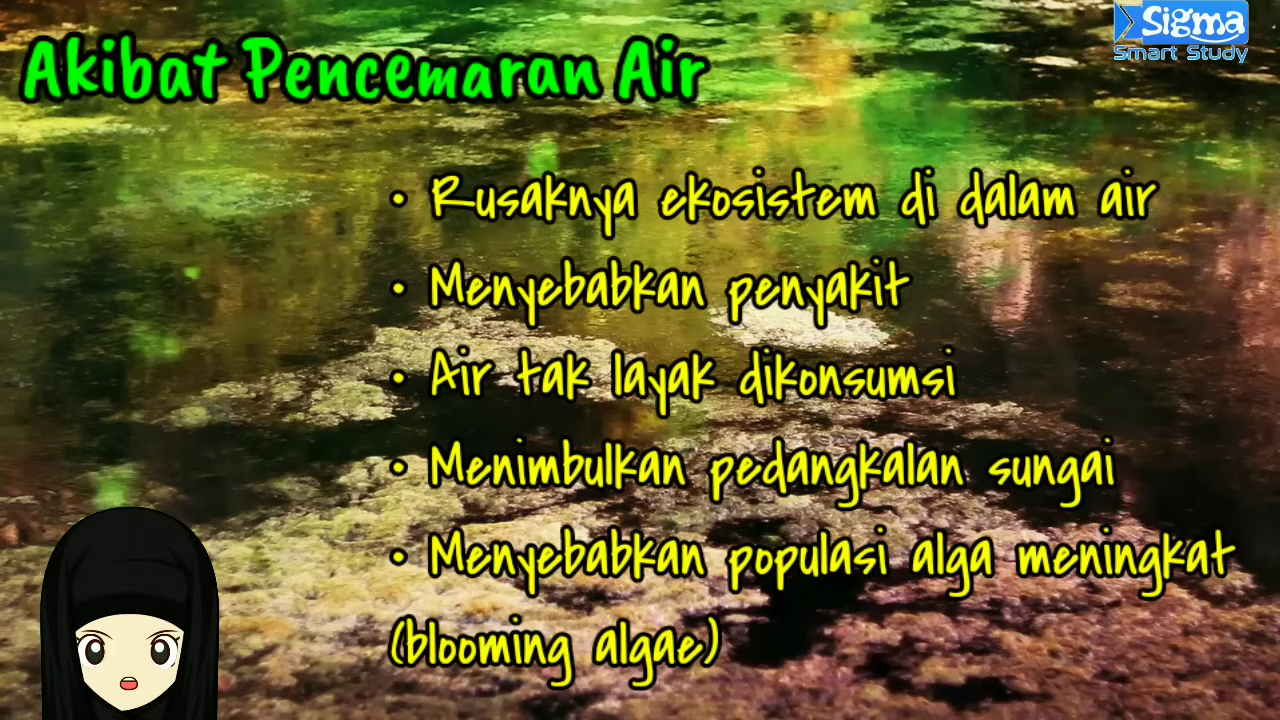 Sigma
Smart Study
Akibat Pencemaran Air
• Rusaknya ekosistem di dalam air
• Menyebabkan penyakit
• Air tak layak dikonsumsi
• Menimbulkan pedangkalan sungai
• Menyebabkan populasi alga meningkat
(blooming algae)